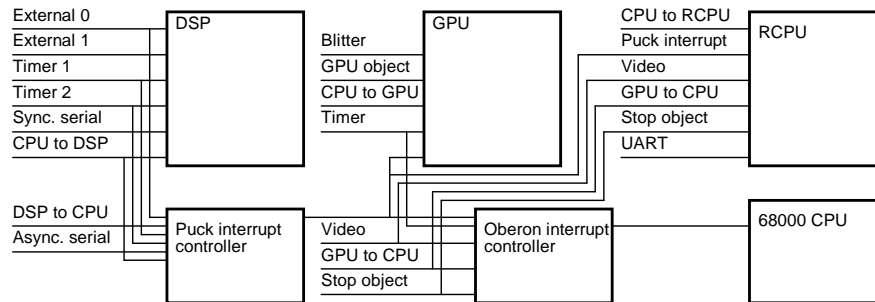 External 0
External 1
Timer 1
Timer 2
Sync. serial
CPU to DSP
DSP
Blitter
GPU object
CPU to GPU
Timer
GPU
CPU to RCPU
Puck interrupt
Video
GPU to CPU
Stop object
UART
RCPU
DSP to CPU
Async. serial
Puck interrupt
controller
Video
GPU to CPU
Stop object
Oberon interrupt
controller
68000 CPU